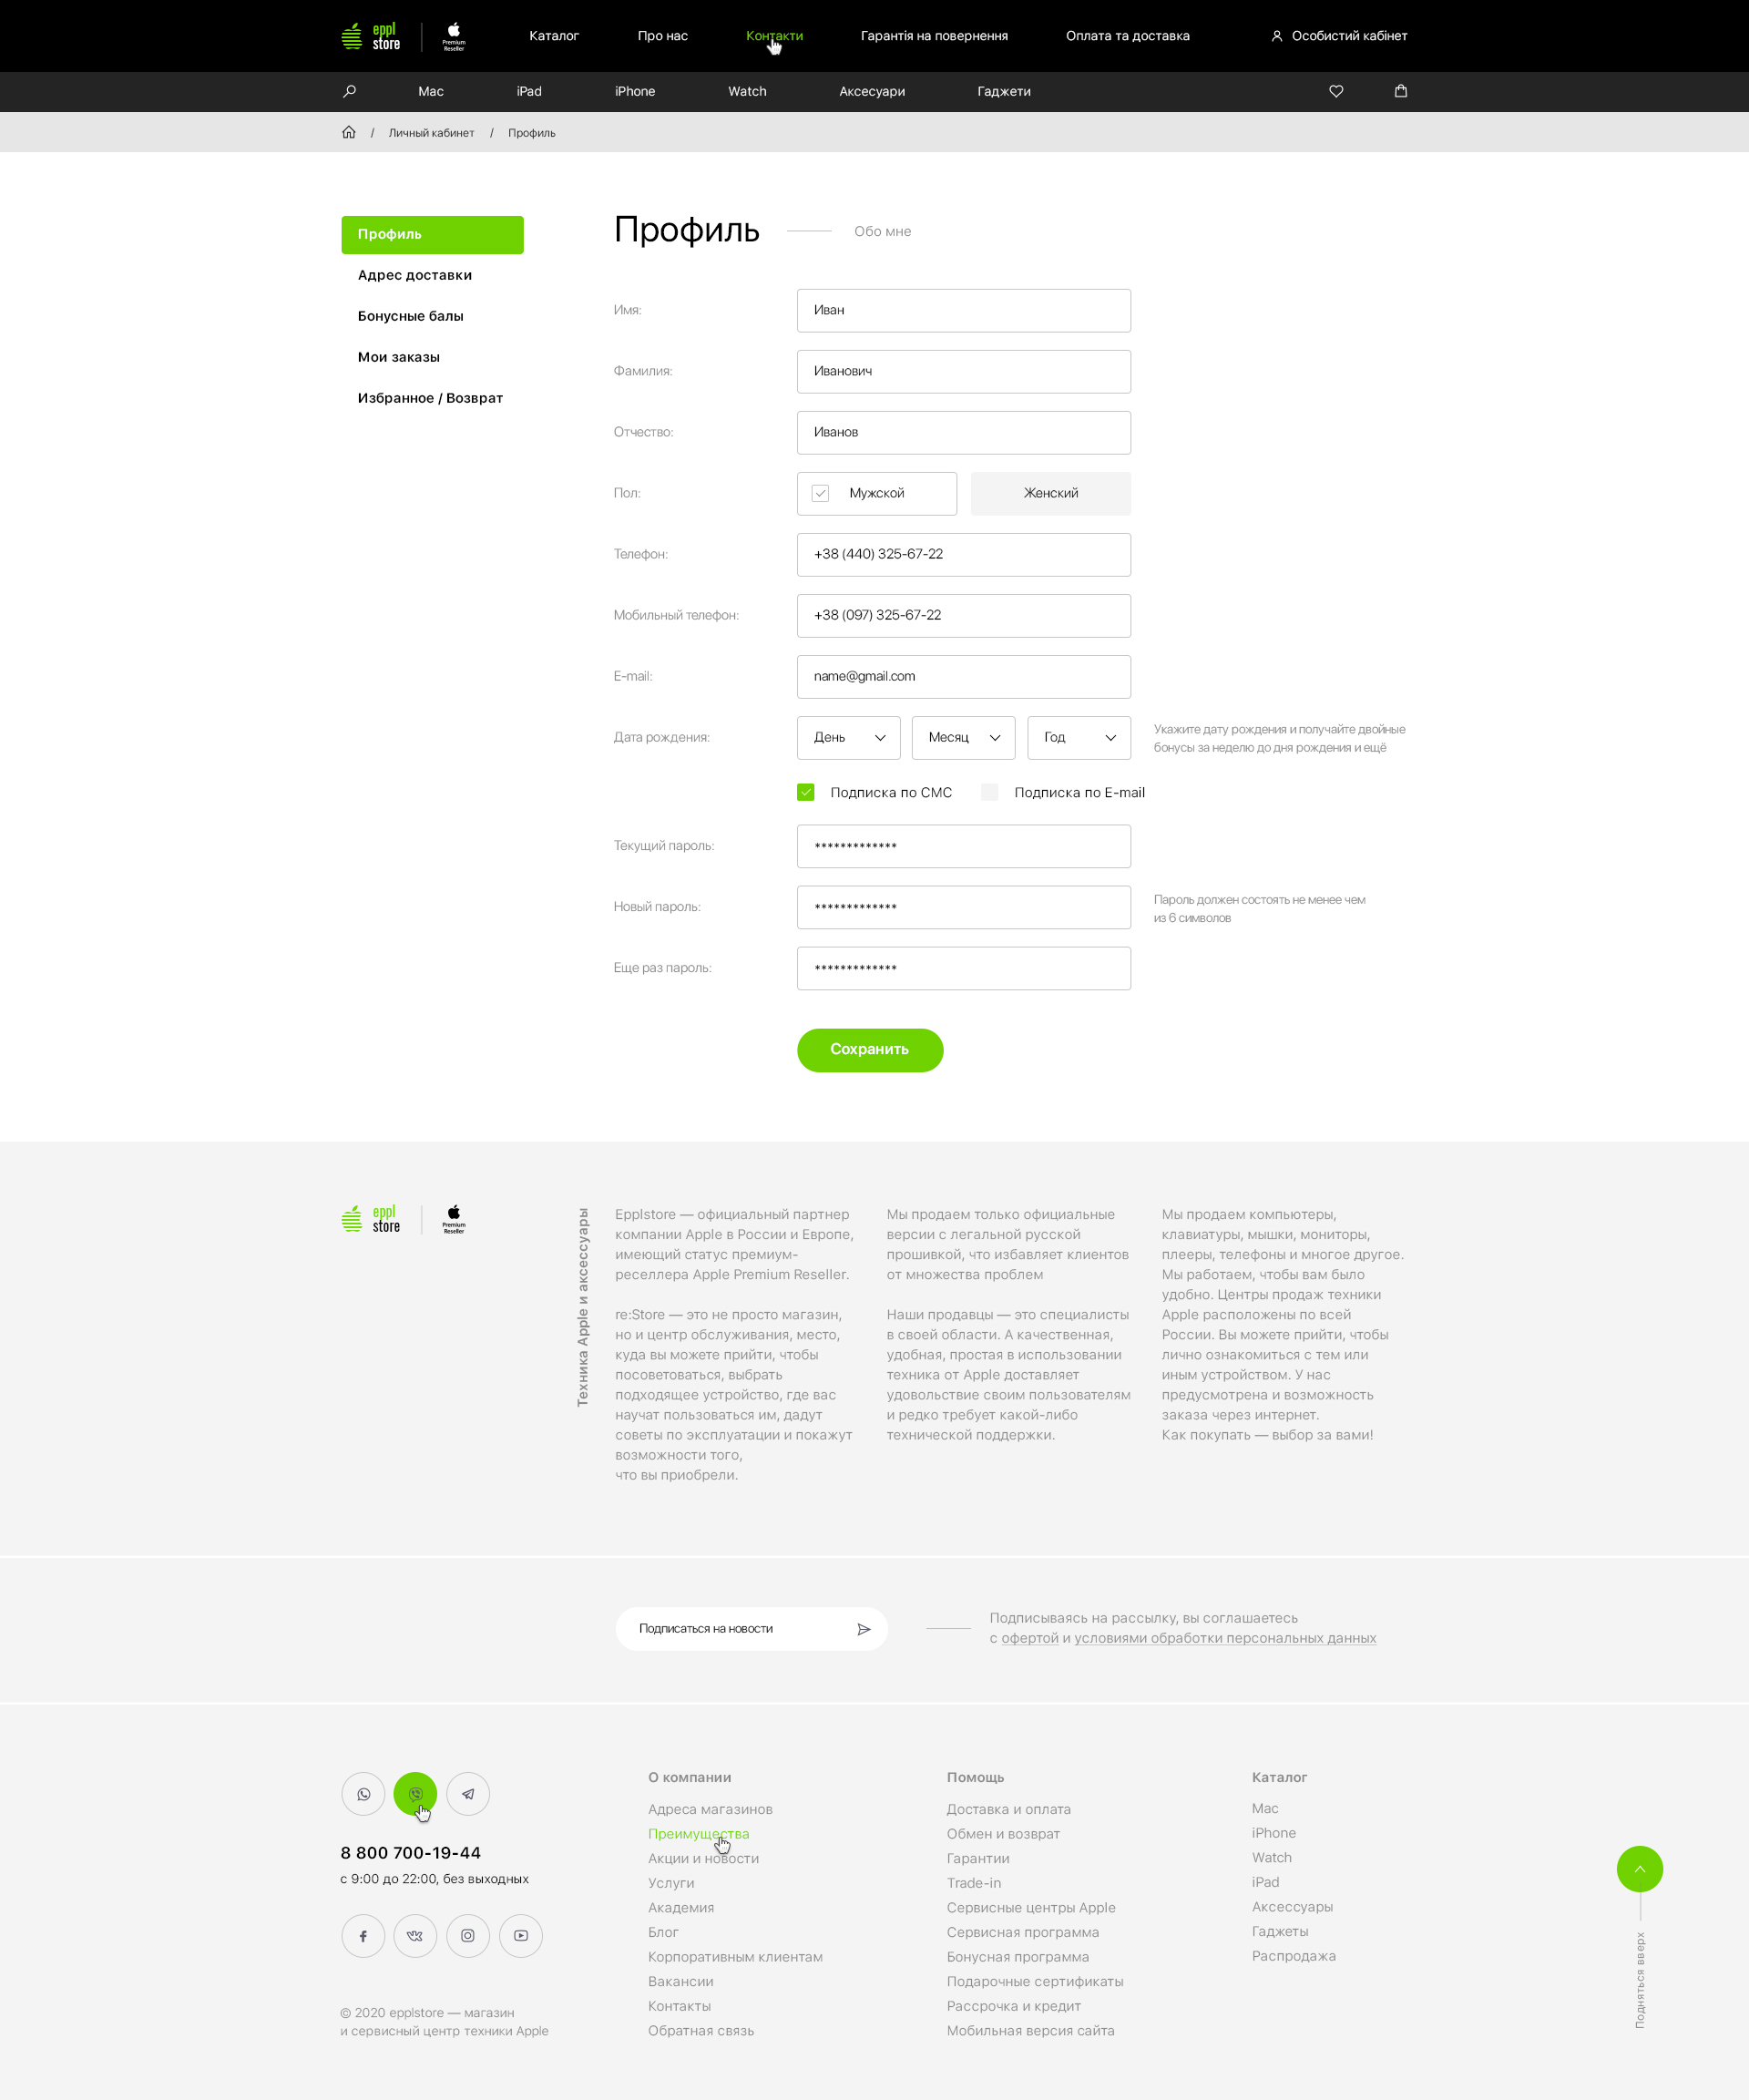 eppl
store
Premium
Reseller
Каталог
Про нас
Контакти
Гарантія на повернення
Оплата та доставка
Особистий кабінет
Mac
iPad
iPhone
Watch
Аксесуари
Гаджети
/ Личный кабинет / Профиль
Профиль
Адрес доставки
Бонусные балы
Мои заказы
Избранное / Возврат
Профиль
Обо мне
Имя:
Иван
Фамилия:
Иванович
Отчество:
Иванов
Пол:
Мужской
Женский
Телефон:
+38 (440) 325-67-22
Мобильный телефон:
+38 (097) 325-67-22
E-mail:
name@gmail.com
Дата рождения:
День
Месяц
Год
Укажите дату рождения и получайте двойные
бонусы за неделю до дня рождения и ещё
Подписка по СМС
Подписка по E-mail
Текущий пароль:
*************
Новый пароль:
*************
Пароль должен состоять не менее чем
из 6 символов
Еще раз пароль:
*************
Сохранить
eppl
store
Premium
Reseller
Техника Apple и аксессуары
Epplstore — официальный партнер
компании Apple в России и Европе,
имеющий статус премиум-
реселлера Apple Premium Reseller.
re:Store — это не просто магазин,
но и центр обслуживания, место,
куда вы можете прийти, чтобы
посоветоваться, выбрать
подходящее устройство, где вас
научат пользоваться им, дадут
советы по эксплуатации и покажут
возможности того,
что вы приобрели.
Мы продаем только официальные
версии с легальной русской
прошивкой, что избавляет клиентов
от множества проблем
Наши продавцы — это специалисты
в своей области. А качественная,
удобная, простая в использовании
техника от Apple доставляет
удовольствие своим пользователям
и редко требует какой-либо
технической поддержки.
Мы продаем компьютеры,
клавиатуры, мышки, мониторы,
плееры, телефоны и многое другое.
Мы работаем, чтобы вам было
удобно. Центры продаж техники
Apple расположены по всей
России. Вы можете прийти, чтобы
лично ознакомиться с тем или
иным устройством. У нас
предусмотрена и возможность
заказа через интернет.
Как покупать — выбор за вами!
Подписаться на новости
Подписываясь на рассылку, вы соглашаетесь
с офертой и условиями обработки персональных данных
8 800 700-19-44
с 9:00 до 22:00, без выходных
© 2020 epplstore — магазин
и сервисный центр техники Apple
О компании
Адреса магазинов
Преимущества
Акции и новости
Услуги
Академия
Блог
Корпоративным клиентам
Вакансии
Контакты
Обратная связь
Помощь
Доставка и оплата
Обмен и возврат
Гарантии
Trade-in
Сервисные центры Apple
Сервисная программа
Бонусная программа
Подарочные сертификаты
Рассрочка и кредит
Мобильная версия сайта
Каталог
Mac
iPhone
Watch
iPad
Аксессуары
Гаджеты
Распродажа
Подняться вверх